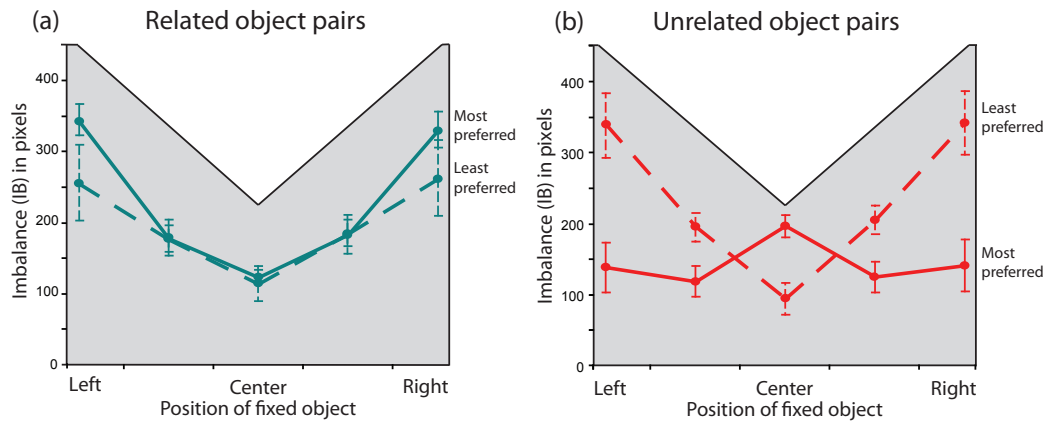 (a)
Related object pairs
Imbalance (IB) in pixels
400
300
200
100
0
Most
preferred
Least
preferred
Left
Center
Right
Position of fixed object
(b)
Unrelated object pairs
Imbalance (IB) in pixels
400
300
200
100
0
Least
preferred
Most
preferred
Left
Center
Right
Position of fixed object